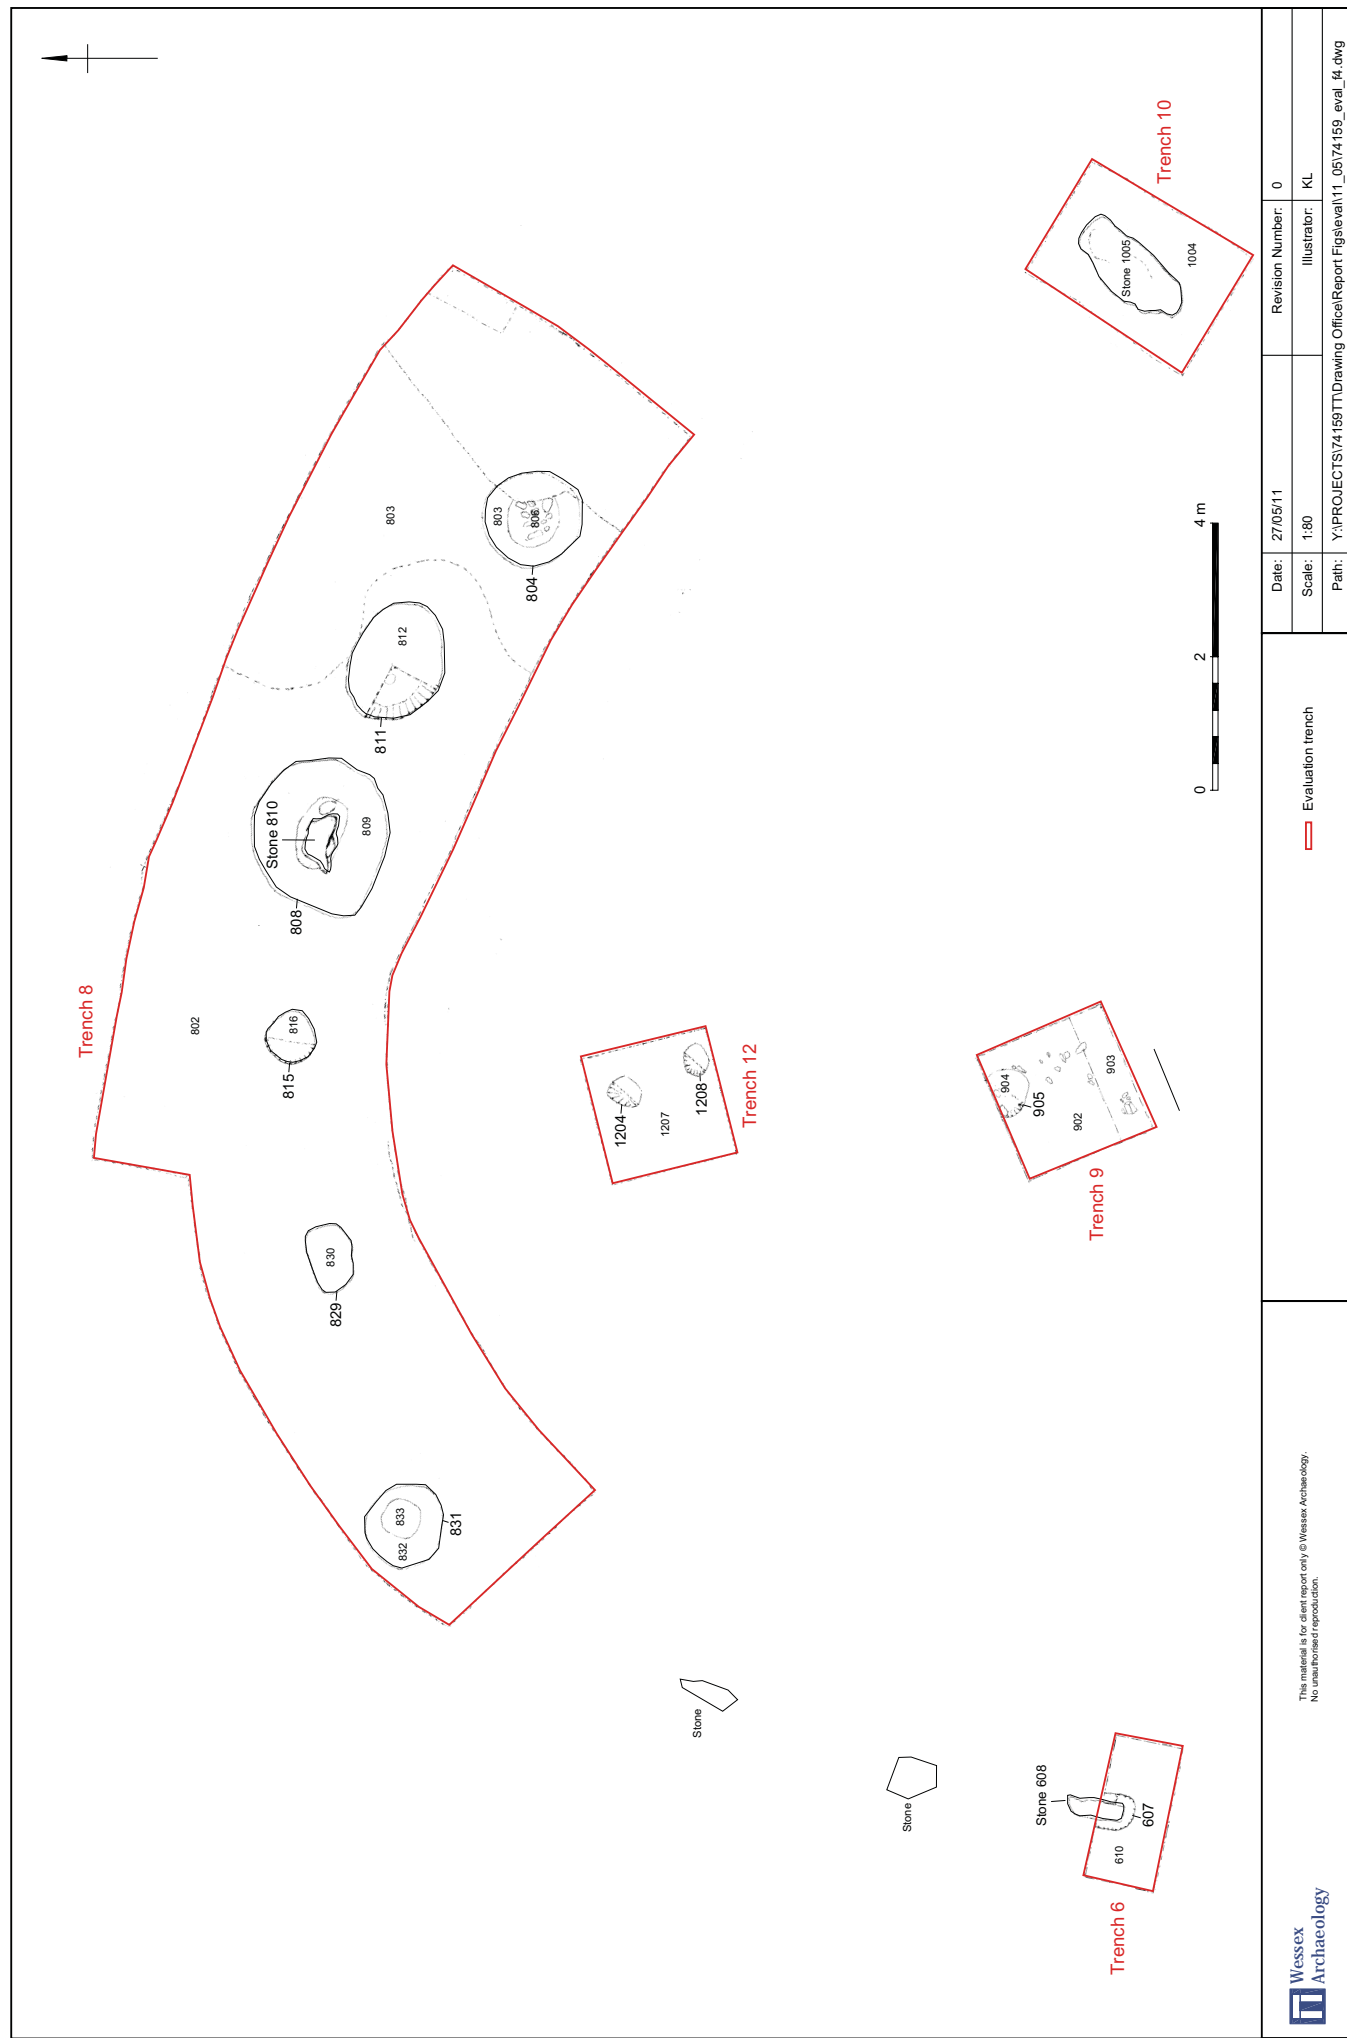 Trench 8
802
803
803
806
804
812
811
Stone 810
809
808
816
815
830
829
833
832
831
Trench 12
1204
1207
1208
Trench 9
904
905
902
903
Trench 10
Stone 1005
1004
Stone
Stone
Stone 608
607
610
Trench 6
0 2 4 m
Evaluation trench
Wessex
Archaeology
This material is for client report only © Wessex Archaeology.
No unauthorised reproduction.
Date: 27/05/11 Revision Number: 0
Scale: 1:80 Illustrator: KL
Path: Y:\PROJECTS\74159TT\Drawing Office\Report Figs\eval\11_05\74159_eval_f4.dwg